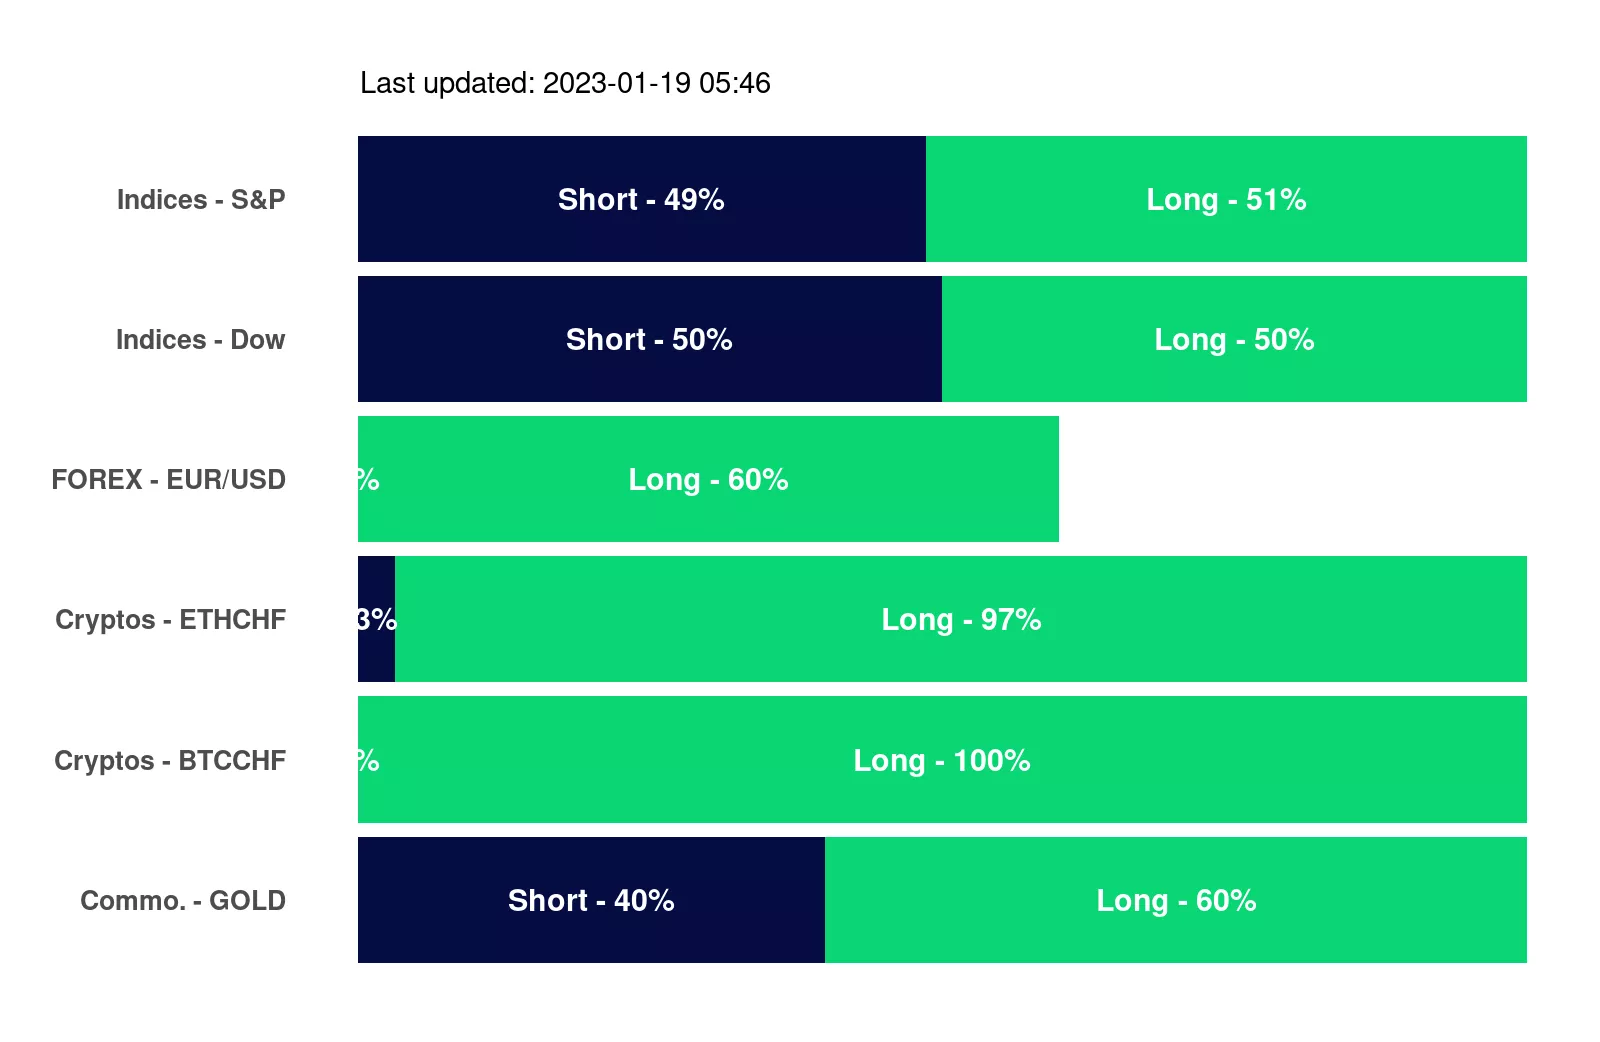 Last updated: 2023-01-19 05:46
Indices - S&P
Short - 49%
Long - 51%
Indices - Dow
Short - 50%
Long - 50%
FOREX - EUR/USD
%
Long - 60%
Cryptos - ETHCHF
3%
Long - 97%
Cryptos - BTCCHF
%
Long - 100%
Commo. - GOLD
Short - 40%
Long - 60%